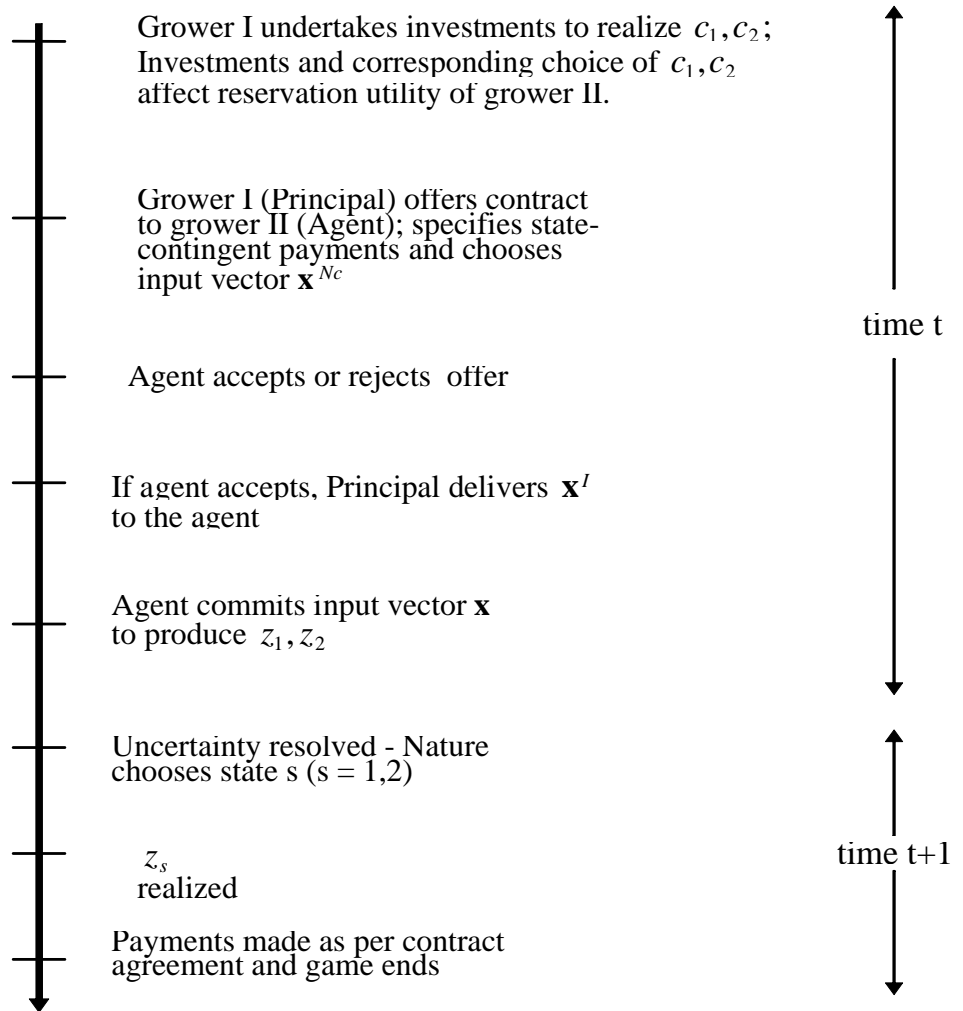 Grower I undertakes investments to realize c₁,c₂;
Investments and corresponding choice of c₁,c₂
affect reservation utility of grower II.
Grower I (Principal) offers contract
to grower II (Agent); specifies state-
contingent payments and chooses
input vector x^Nc
time t
Agent accepts or rejects offer
If agent accepts, Principal delivers x^I
to the agent
Agent commits input vector x
to produce z₁,z₂
Uncertainty resolved - Nature
chooses state s (s = 1,2)
zₛ
realized
time t+1
Payments made as per contract
agreement and game ends